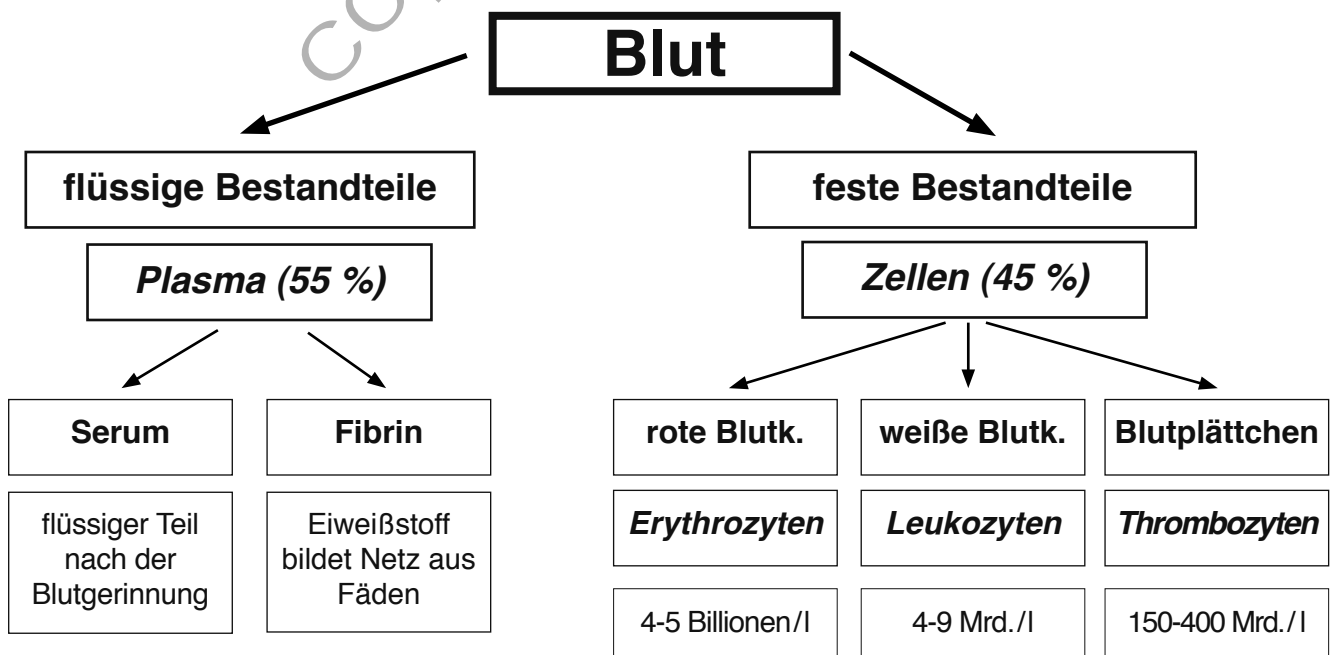 Blut
flüssige Bestandteile
Plasma (55 %)
Serum
flüssiger Teil
nach der
Blutgerinnung
Fibrin
Eiweißstoff
bildet Netz aus
Fäden
feste Bestandteile
Zellen (45 %)
rote Blutk.
Erythrozyten
4-5 Billionen/l
weiße Blutk.
Leukozyten
4-9 Mrd./l
Blutplättchen
Thrombozyten
150-400 Mrd./l